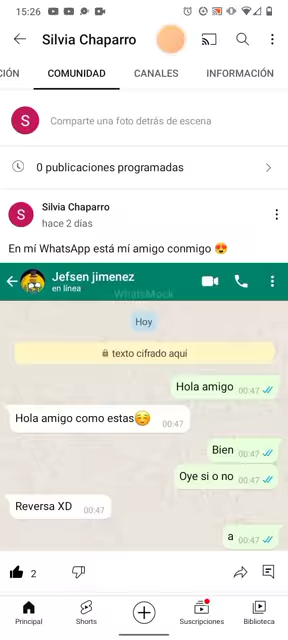 15:26
Silvia Chaparro
CIÓN
COMUNIDAD
CANALES
INFORMACIÓN
S
Comparte una foto detrás de escena
0 publicaciones programadas
S
Silvia Chaparro
hace 2 días
En mí WhatsApp está mí amigo conmigo 😍
Jefsen jimenez
en línea
WhatsMock
Hoy
🔒 texto cifrado aquí
Hola amigo 00:47
Hola amigo como estas☺️ 00:47
Bien 00:47
Oye si o no 00:47
Reversa XD 00:47
a 00:47
2
Principal
Shorts
Suscripciones
Biblioteca